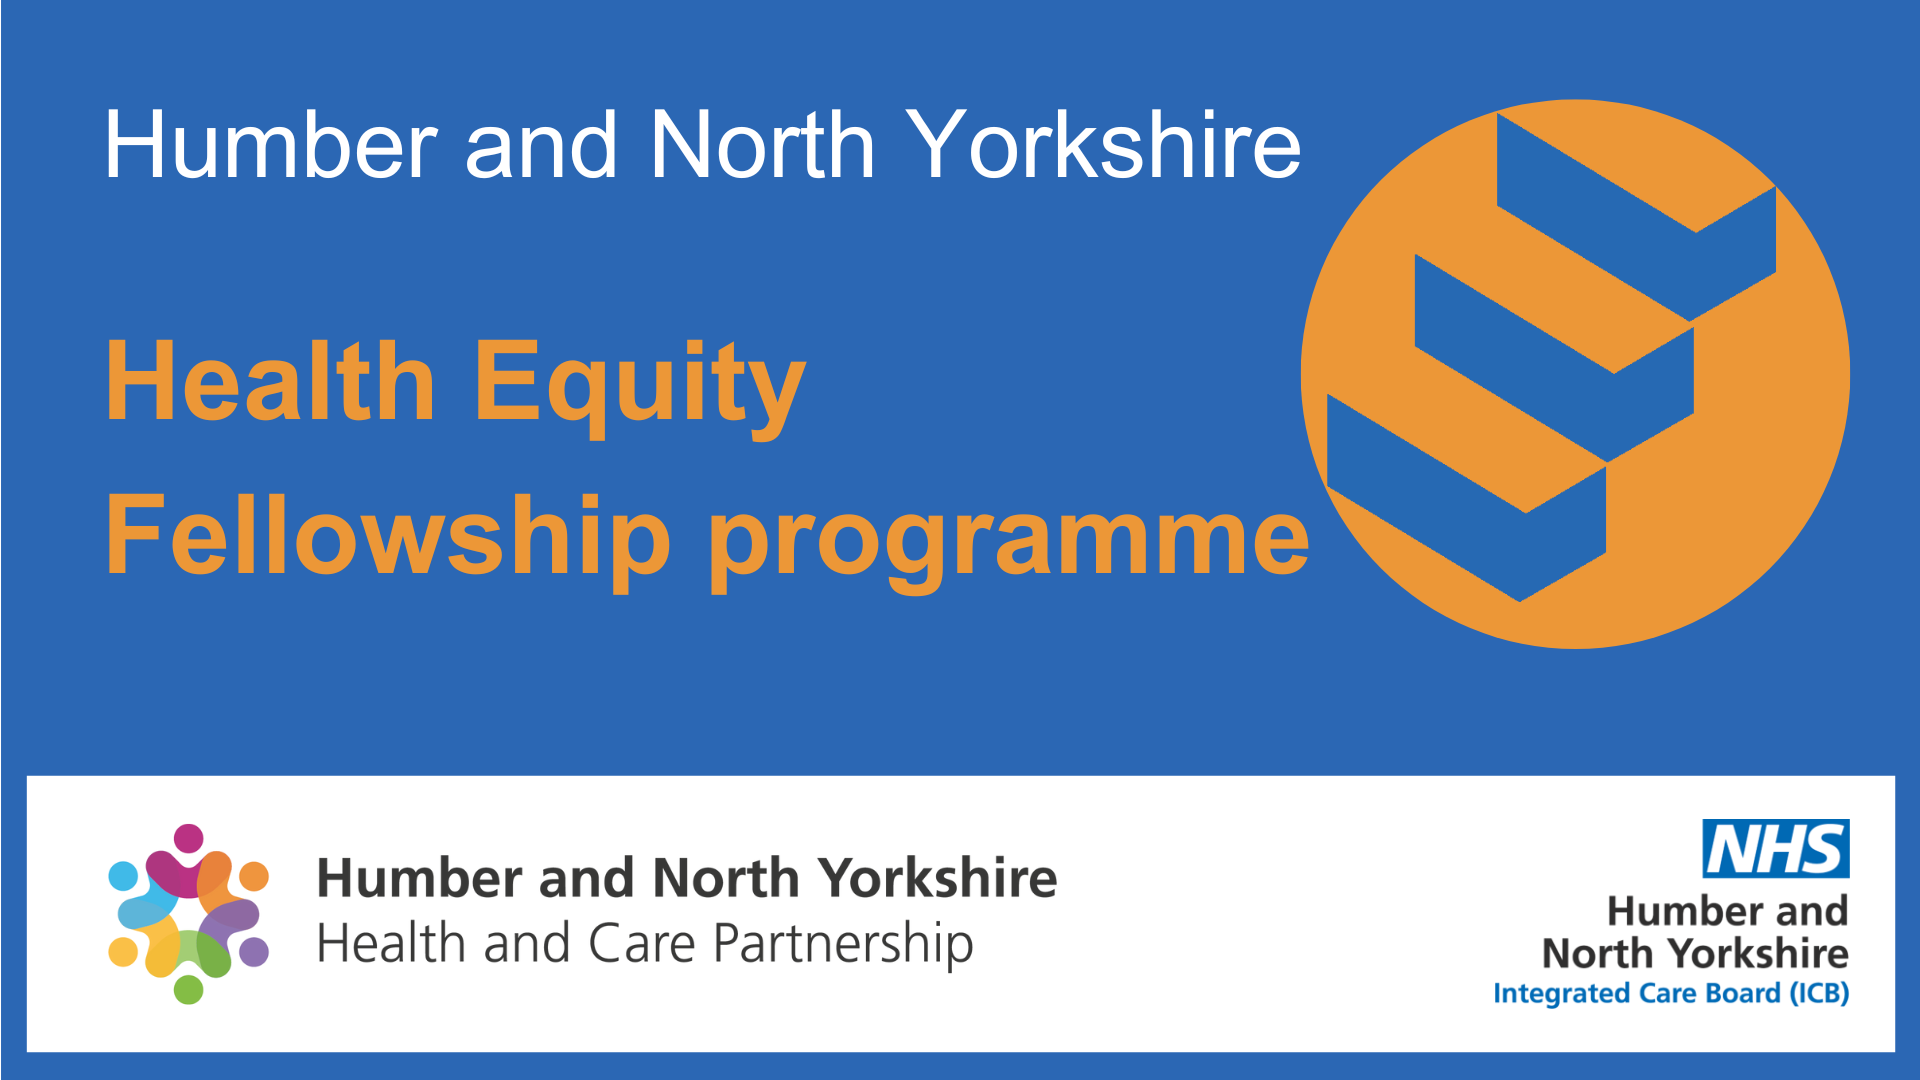 Humber and North Yorkshire
Health Equity
Fellowship programme
Humber and North Yorkshire
Health and Care Partnership
NHS
Humber and
North Yorkshire
Integrated Care Board (ICB)